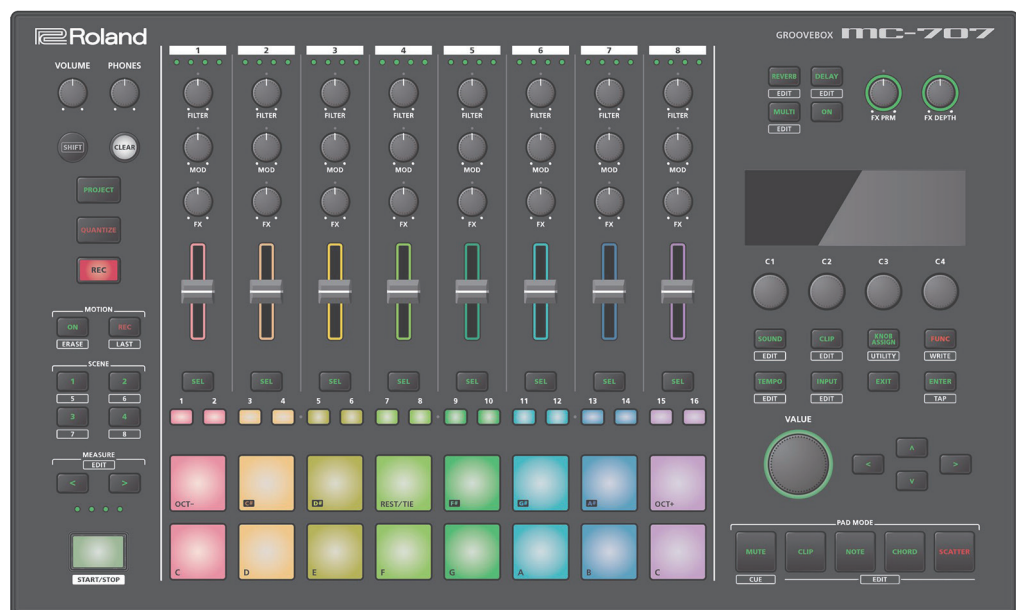 Roland
GROOVEBOX MC-707
VOLUME PHONES
SHIFT CLEAR
PROJECT
QUANTIZE
REC
MOTION
ON REC
ERASE LAST
SCENE
1 2
5 6
3 4
7 8
MEASURE
EDIT
< >
START/STOP
1 2 3 4 5 6 7 8
FILTER FILTER FILTER FILTER FILTER FILTER FILTER FILTER
MOD MOD MOD MOD MOD MOD MOD MOD
FX FX FX FX FX FX FX FX
SEL SEL SEL SEL SEL SEL SEL SEL
1 2 3 4 5 6 7 8 9 10 11 12 13 14 15 16
OCT- C# D# REST/TIE F# G# A# OCT+
C D E F G A B C
REVERB DELAY
EDIT EDIT
MULTI ON
EDIT
FX PRM FX DEPTH
C1 C2 C3 C4
SOUND CLIP KNOB ASSIGN FUNC
EDIT EDIT UTILITY WRITE
TEMPO INPUT EXIT ENTER
EDIT EDIT TAP
VALUE
∧
< >
∨
PAD MODE
MUTE CLIP NOTE CHORD SCATTER
CUE EDIT